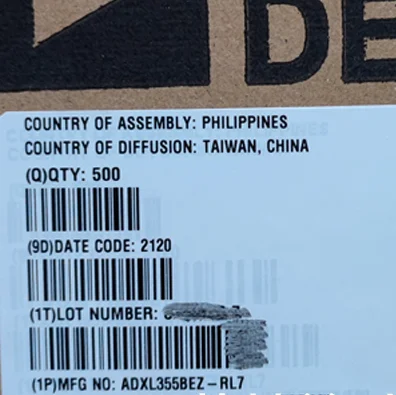 DE
COUNTRY OF ASSEMBLY: PHILIPPINES
COUNTRY OF DIFFUSION: TAIWAN, CHINA
(Q)QTY: 500
(9D)DATE CODE: 2120
(1T)LOT NUMBER:
(1P)MFG NO: ADXL355BEZ-RL7